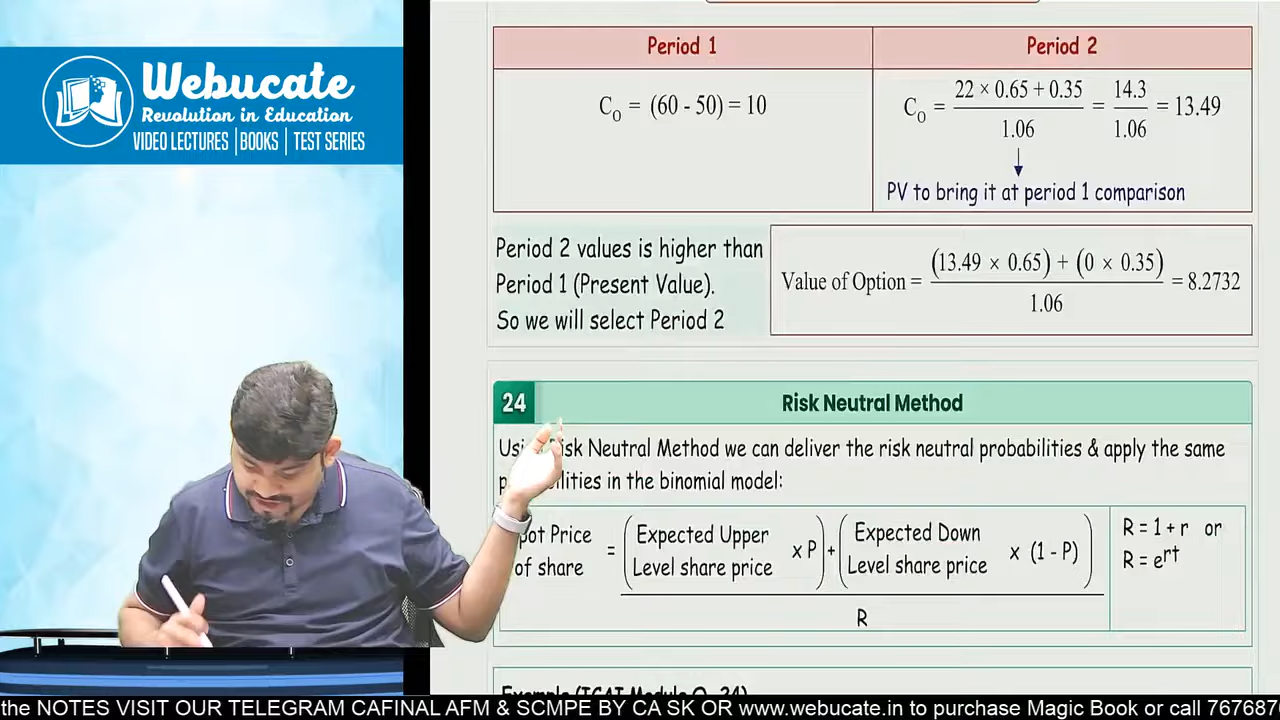 Webucate
Revolution in Education
VIDEO LECTURES | BOOKS | TEST SERIES
Period 1
Period 2
C₀ = (60 - 50) = 10
C₀ = (22 × 0.65 + 0.35) / 1.06 = 14.3 / 1.06 = 13.49
PV to bring it at period 1 comparison
Period 2 values is higher than
Period 1 (Present Value).
So we will select Period 2
Value of Option = ((13.49 × 0.65) + (0 × 0.35)) / 1.06 = 8.2732
24 Risk Neutral Method
Risk Neutral Method we can deliver the risk neutral probabilities & apply the same
in the binomial model:
Price of share = ((Expected Upper Level share price x P) + (Expected Down Level share price x (1 - P))) / R
R = 1 + r or
R = e^rt
Example (ICAI Module Q. 24)
the NOTES VISIT OUR TELEGRAM CAFINAL AFM & SCMPE BY CA SK OR www.webucate.in to purchase Magic Book or call 767687